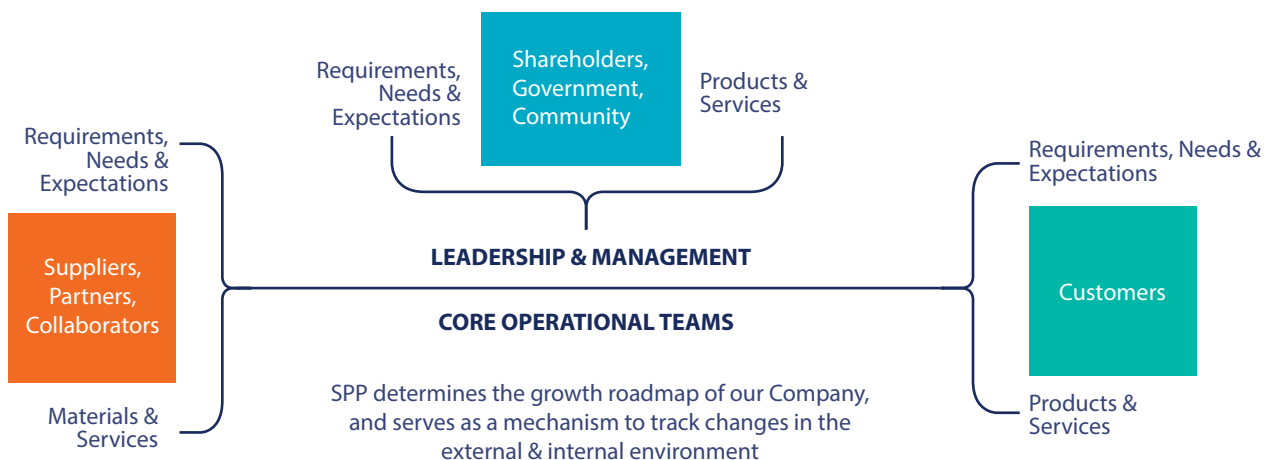 Requirements,
Needs &
Expectations
Shareholders,
Government,
Community
Products &
Services
Requirements,
Needs &
Expectations
Suppliers,
Partners,
Collaborators
Materials &
Services
LEADERSHIP & MANAGEMENT
CORE OPERATIONAL TEAMS
SPP determines the growth roadmap of our Company,
and serves as a mechanism to track changes in the
external & internal environment
Requirements, Needs &
Expectations
Customers
Products &
Services